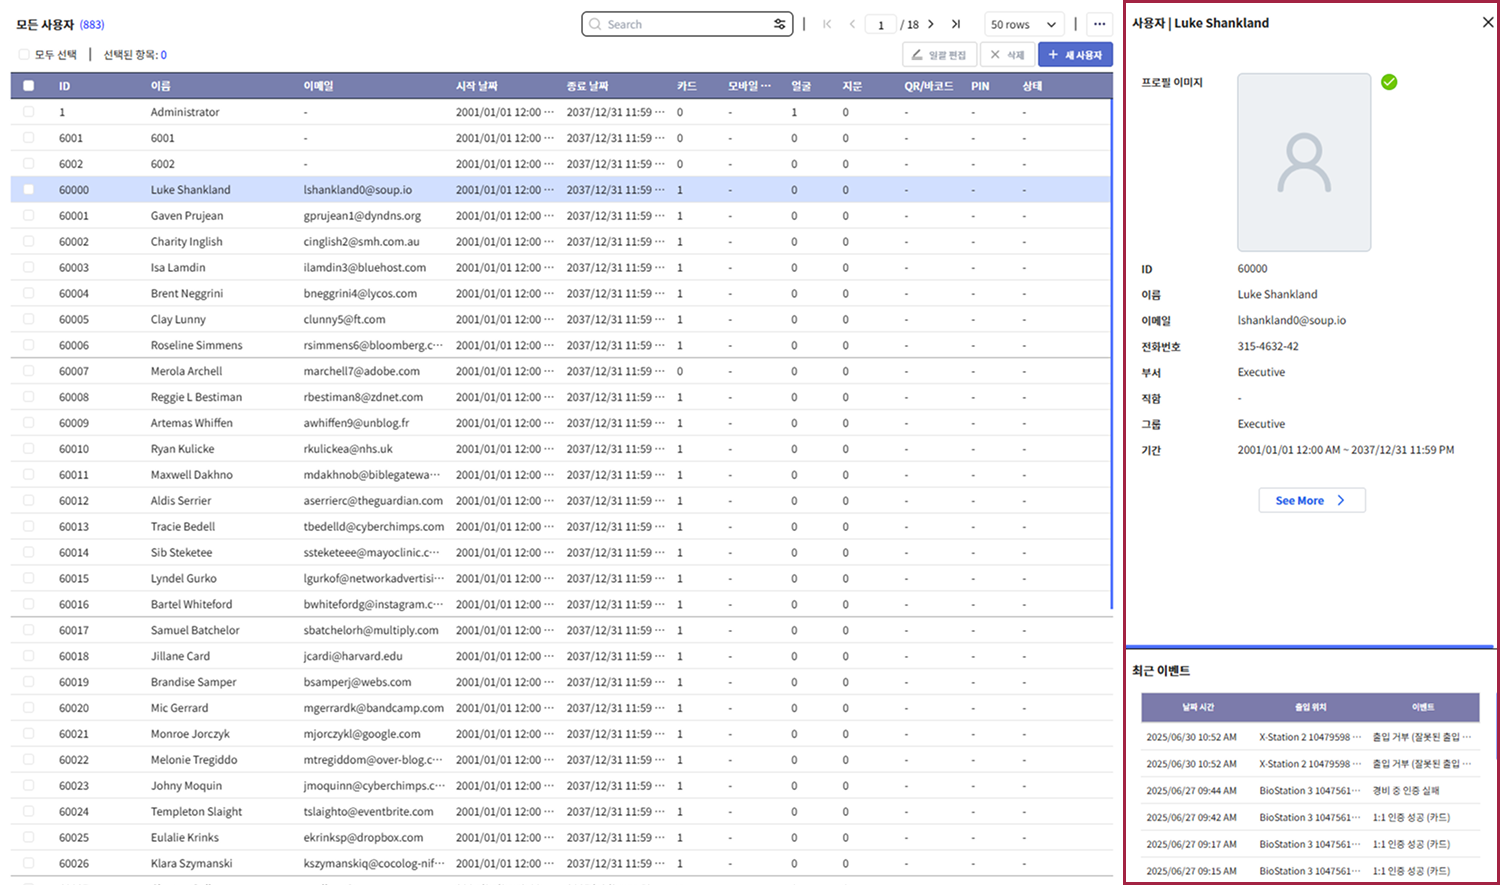 모든 사용자 (883)
Search
1 / 18
50 rows
모두 선택 | 선택된 항목: 0
일괄 편집
삭제
새 사용자
ID 이름 이메일 시작 날짜 종료 날짜 카드 모바일 ⋯ 얼굴 지문 QR/바코드 PIN 상태
1 Administrator - 2001/01/01 12:00 ⋯ 2037/12/31 11:59 ⋯ 0 - 1 0 - - -
6001 6001 - 2001/01/01 12:00 ⋯ 2037/12/31 11:59 ⋯ 0 - 0 0 - - -
6002 6002 - 2001/01/01 12:00 ⋯ 2037/12/31 11:59 ⋯ 0 - 0 0 - - -
60000 Luke Shankland lshankland0@soup.io 2001/01/01 12:00 ⋯ 2037/12/31 11:59 ⋯ 1 - 0 0 - - -
60001 Gaven Prujean gprujean1@dyndns.org 2001/01/01 12:00 ⋯ 2037/12/31 11:59 ⋯ 1 - 0 0 - - -
60002 Charity Inglish cinglish2@smh.com.au 2001/01/01 12:00 ⋯ 2037/12/31 11:59 ⋯ 1 - 0 0 - - -
60003 Isa Lamdin ilamdin3@bluehost.com 2001/01/01 12:00 ⋯ 2037/12/31 11:59 ⋯ 1 - 0 0 - - -
60004 Brent Neggrini bneggrini4@lycos.com 2001/01/01 12:00 ⋯ 2037/12/31 11:59 ⋯ 1 - 0 0 - - -
60005 Clay Lunny clunny5@ft.com 2001/01/01 12:00 ⋯ 2037/12/31 11:59 ⋯ 1 - 0 0 - - -
60006 Roseline Simmens rsimmens6@bloomberg.c⋯ 2001/01/01 12:00 ⋯ 2037/12/31 11:59 ⋯ 1 - 0 0 - - -
60007 Merola Archell marchell7@adobe.com 2001/01/01 12:00 ⋯ 2037/12/31 11:59 ⋯ 0 - 0 0 - - -
60008 Reggie L Bestiman rbestiman8@zdnet.com 2001/01/01 12:00 ⋯ 2037/12/31 11:59 ⋯ 1 - 0 0 - - -
60009 Artemas Whiffen awhiffen9@unblog.fr 2001/01/01 12:00 ⋯ 2037/12/31 11:59 ⋯ 1 - 0 0 - - -
60010 Ryan Kulicke rkulickea@nhs.uk 2001/01/01 12:00 ⋯ 2037/12/31 11:59 ⋯ 1 - 0 0 - - -
60011 Maxwell Dakhno mdakhnob@biblegatewa⋯ 2001/01/01 12:00 ⋯ 2037/12/31 11:59 ⋯ 1 - 0 0 - - -
60012 Aldis Serrier aserrierc@theguardian.com 2001/01/01 12:00 ⋯ 2037/12/31 11:59 ⋯ 1 - 0 0 - - -
60013 Tracie Bedell tbedelld@cyberchimps.com 2001/01/01 12:00 ⋯ 2037/12/31 11:59 ⋯ 1 - 0 0 - - -
60014 Sib Steketee ssteketeee@mayoclinic.c⋯ 2001/01/01 12:00 ⋯ 2037/12/31 11:59 ⋯ 1 - 0 0 - - -
60015 Lyndel Gurko lgurkof@networkadvertisi⋯ 2001/01/01 12:00 ⋯ 2037/12/31 11:59 ⋯ 1 - 0 0 - - -
60016 Bartel Whiteford bwhitefordg@instagram.c⋯ 2001/01/01 12:00 ⋯ 2037/12/31 11:59 ⋯ 1 - 0 0 - - -
60017 Samuel Batchelor sbatchelorh@multiply.com 2001/01/01 12:00 ⋯ 2037/12/31 11:59 ⋯ 1 - 0 0 - - -
60018 Jillane Card jcardi@harvard.edu 2001/01/01 12:00 ⋯ 2037/12/31 11:59 ⋯ 1 - 0 0 - - -
60019 Brandise Samper bsamperj@webs.com 2001/01/01 12:00 ⋯ 2037/12/31 11:59 ⋯ 1 - 0 0 - - -
60020 Mic Gerrard mgerrardk@bandcamp.com 2001/01/01 12:00 ⋯ 2037/12/31 11:59 ⋯ 1 - 0 0 - - -
60021 Monroe Jorczyk mjorczykl@google.com 2001/01/01 12:00 ⋯ 2037/12/31 11:59 ⋯ 1 - 0 0 - - -
60022 Melonie Tregiddo mtregiddom@over-blog.c⋯ 2001/01/01 12:00 ⋯ 2037/12/31 11:59 ⋯ 1 - 0 0 - - -
60023 Johny Moquin jmoquinn@cyberchimps.c⋯ 2001/01/01 12:00 ⋯ 2037/12/31 11:59 ⋯ 1 - 0 0 - - -
60024 Templeton Slaight tslaighto@eventbrite.com 2001/01/01 12:00 ⋯ 2037/12/31 11:59 ⋯ 1 - 0 0 - - -
60025 Eulalie Krinks ekrinksp@dropbox.com 2001/01/01 12:00 ⋯ 2037/12/31 11:59 ⋯ 1 - 0 0 - - -
60026 Klara Szymanski kszymanskiq@cocolog-nif⋯ 2001/01/01 12:00 ⋯ 2037/12/31 11:59 ⋯ 1 - 0 0 - - -
사용자 | Luke Shankland
프로필 이미지
ID 60000
이름 Luke Shankland
이메일 lshankland0@soup.io
전화번호 315-4632-42
부서 Executive
직함 -
그룹 Executive
기간 2001/01/01 12:00 AM ~ 2037/12/31 11:59 PM
See More
최근 이벤트
날짜 시간 출입 위치 이벤트
2025/06/30 10:52 AM X-Station 2 10479598 ⋯ 출입 거부 (잘못된 출입 ⋯
2025/06/30 10:52 AM X-Station 2 10479598 ⋯ 출입 거부 (잘못된 출입 ⋯
2025/06/27 09:44 AM BioStation 3 1047561⋯ 경비 중 인증 실패
2025/06/27 09:42 AM BioStation 3 1047561⋯ 1:1 인증 성공 (카드)
2025/06/27 09:17 AM BioStation 3 1047561⋯ 1:1 인증 성공 (카드)
2025/06/27 09:15 AM BioStation 3 1047561⋯ 1:1 인증 성공 (카드)